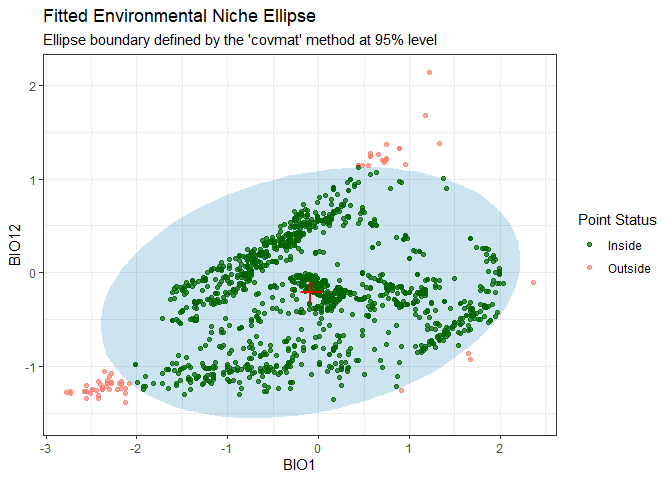 Fitted Environmental Niche Ellipse
Ellipse boundary defined by the 'covmat' method at 95% level
2
1
0
-1
BIO12
-3
-2
-1
0
1
2
BIO1
Point Status
Inside
Outside